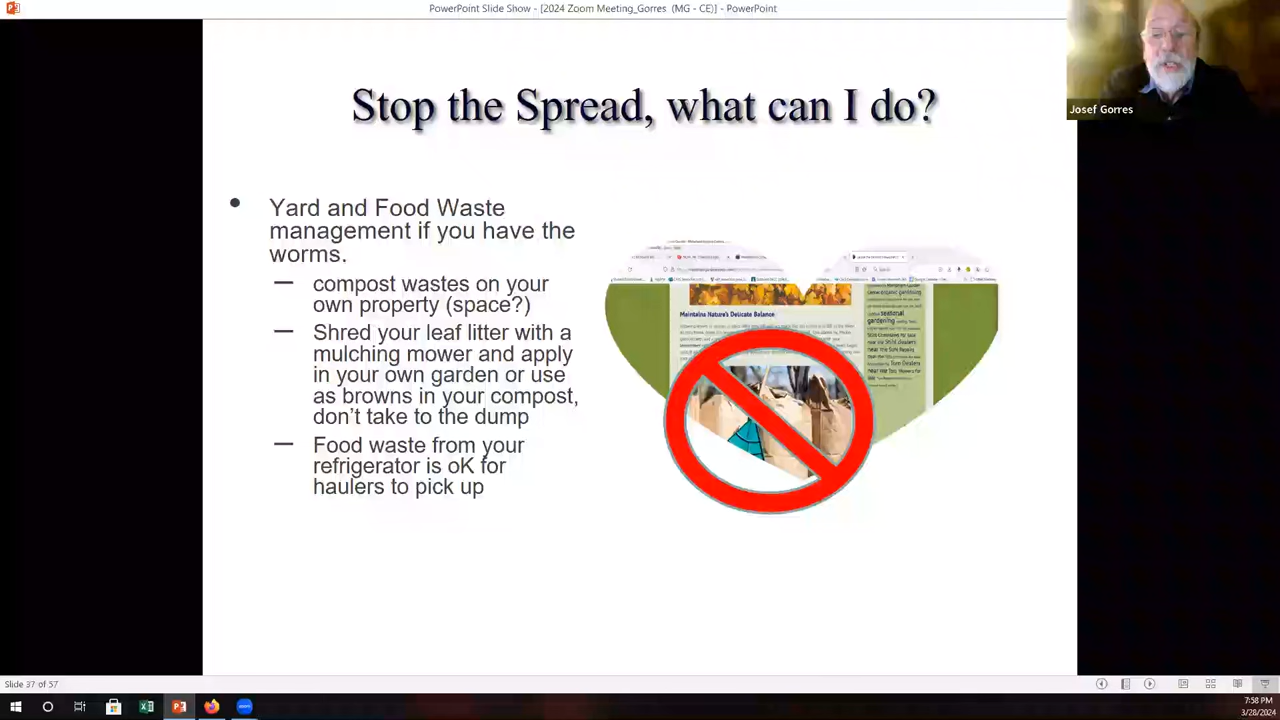 PowerPoint Slide Show - [2024 Zoom Meeting_Gorres (MG - CE)] - PowerPoint
Josef Gorres
Stop the Spread, what can I do?
• Yard and Food Waste
management if you have the
worms.
— compost wastes on your
own property (space?)
— Shred your leaf litter with a
mulching mower and apply
in your own garden or use
as browns in your compost,
don't take to the dump
— Food waste from your
refrigerator is oK for
haulers to pick up
Maintains Nature's Delicate Balance
seasonal
gardening
Slide 37 of 57
7:58 PM
3/28/2024